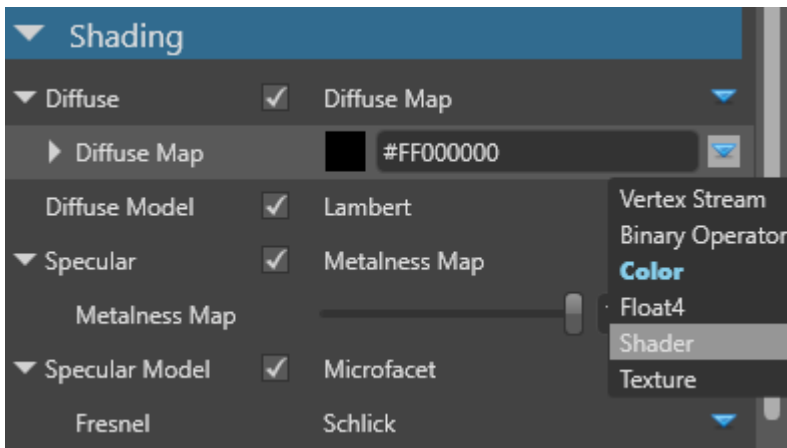 Shading
Diffuse Diffuse Map
Diffuse Map #FF000000
Diffuse Model Lambert
Vertex Stream
Binary Operator
Specular Metalness Map
Color
Metalness Map
Float4
Shader
Specular Model Microfacet
Texture
Fresnel Schlick